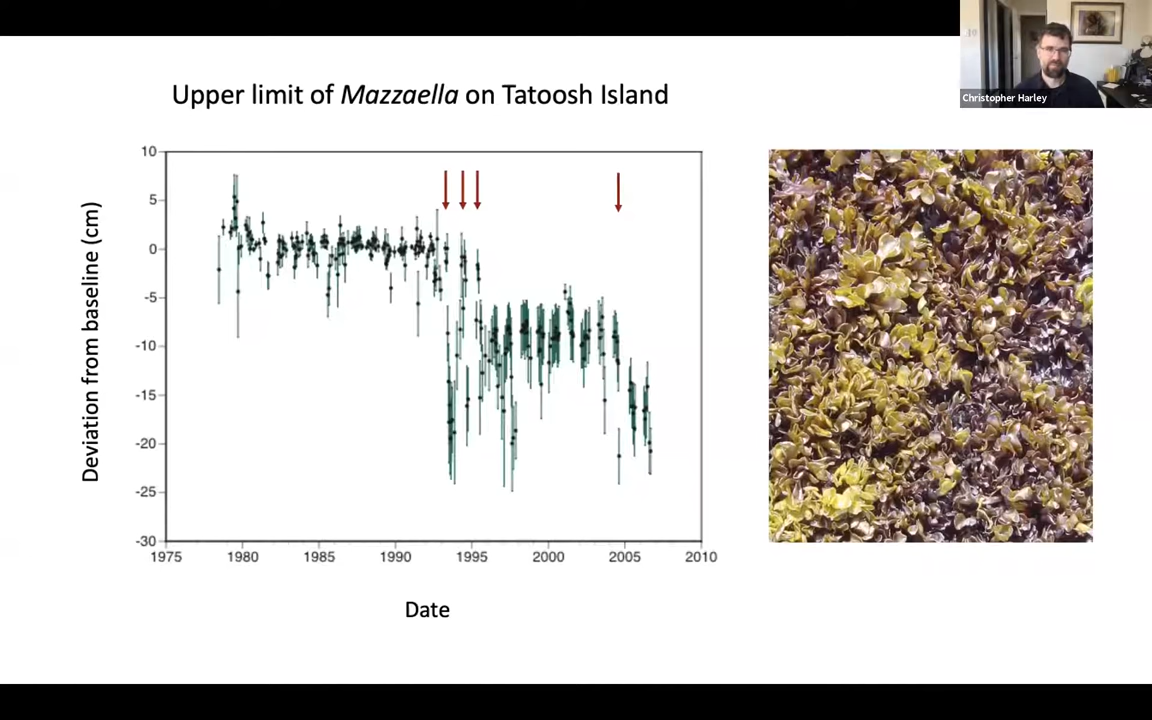 Christopher Harley
Upper limit of Mazzaella on Tatoosh Island
Deviation from baseline (cm)
10
5
0
-5
-10
-15
-20
-25
-30
1975 1980 1985 1990 1995 2000 2005 2010
Date